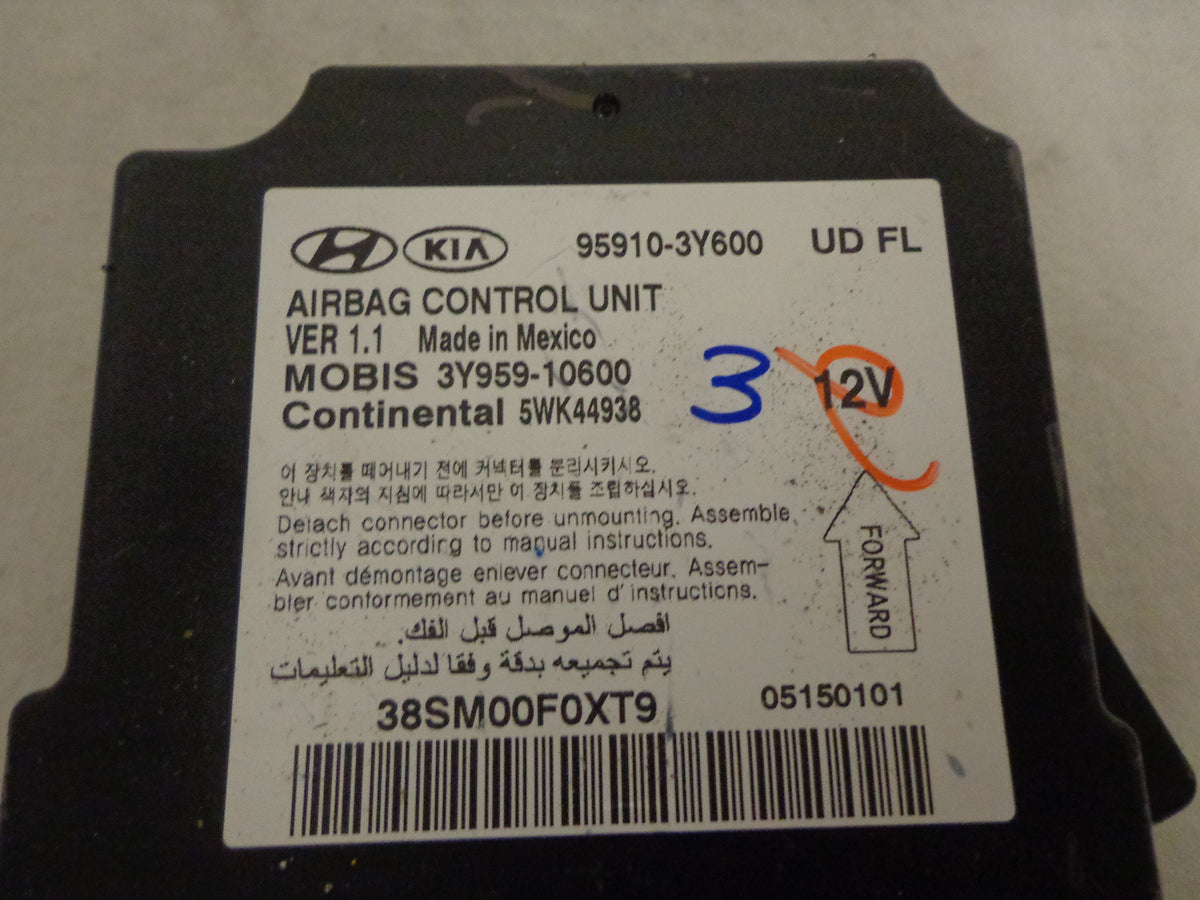 KIA 95910-3Y600 UD FL
AIRBAG CONTROL UNIT
VER 1.1 Made in Mexico
MOBIS 3Y959-10600
Continental 5WK44938
3
12V
이 장치를 떼어내기 전에 커넥터를 분리시키시오.
안내 책자의 지침에 따라서만 이 장치를 조립하십시오.
Detach connector before unmounting. Assemble
strictly according to manual instructions.
Avant démontage enlever connecteur. Assem-
bler conformement au manuel d'instructions.
افصل الموصل قبل الفك.
يتم تجميعه بدقة وفقا لدليل التعليمات
FORWARD
38SM00F0XT9 05150101